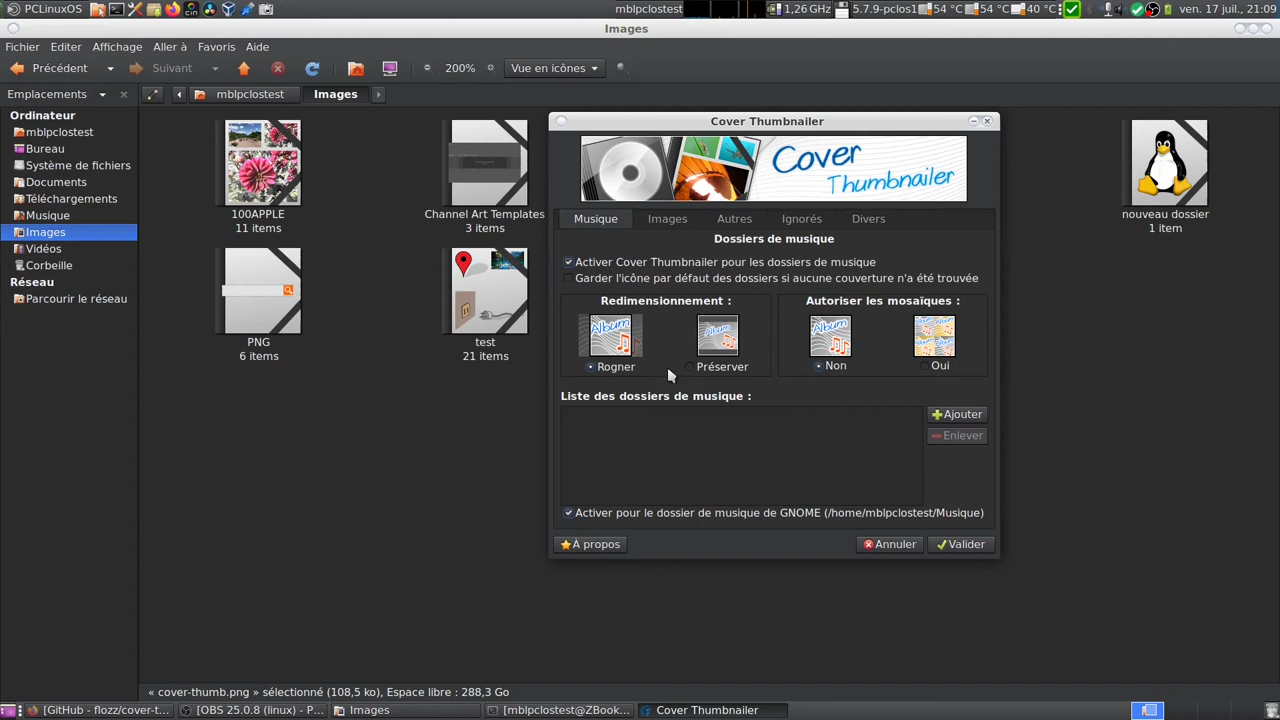 PCLinuxOS mblpclostest 1,26 GHz 5.7.9-pclos1 54 °C 54 °C 40 °C ven. 17 juil., 21:09
Images
Fichier Editer Affichage Aller à Favoris Aide
Précédent Suivant 200% Vue en icônes
Emplacements mblpclostest Images
Ordinateur
mblpclostest
Bureau
Système de fichiers
Documents
Téléchargements
Musique
Images
Vidéos
Corbeille
Réseau
Parcourir le réseau
100APPLE
11 items
Channel Art Templates
3 items
nouveau dossier
1 item
PNG
6 items
test
21 items
Cover Thumbnailer
Cover
Thumbnailer
Musique Images Autres Ignorés Divers
Dossiers de musique
Activer Cover Thumbnailer pour les dossiers de musique
Garder l'icône par défaut des dossiers si aucune couverture n'a été trouvée
Redimensionnement : Autoriser les mosaïques :
Album Album Album
Rogner Préserver Non Oui
Liste des dossiers de musique :
Ajouter
Enlever
Activer pour le dossier de musique de GNOME (/home/mblpclostest/Musique)
À propos Annuler Valider
« cover-thumb.png » sélectionné (108,5 ko), Espace libre : 288,3 Go
[GitHub - flozz/cover-t... [OBS 25.0.8 (linux) - P... Images [mblpclostest@ZBook... Cover Thumbnailer